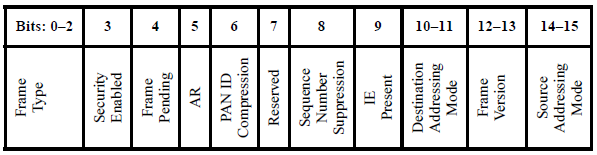 Bits: 0–2 3 4 5 6 7 8 9 10–11 12–13 14–15
Frame
Type
Security
Enabled
Frame
Pending
AR
PAN ID
Compression
Reserved
Sequence
Number
Suppression
IE
Present
Destination
Addressing
Mode
Frame
Version
Source
Addressing
Mode